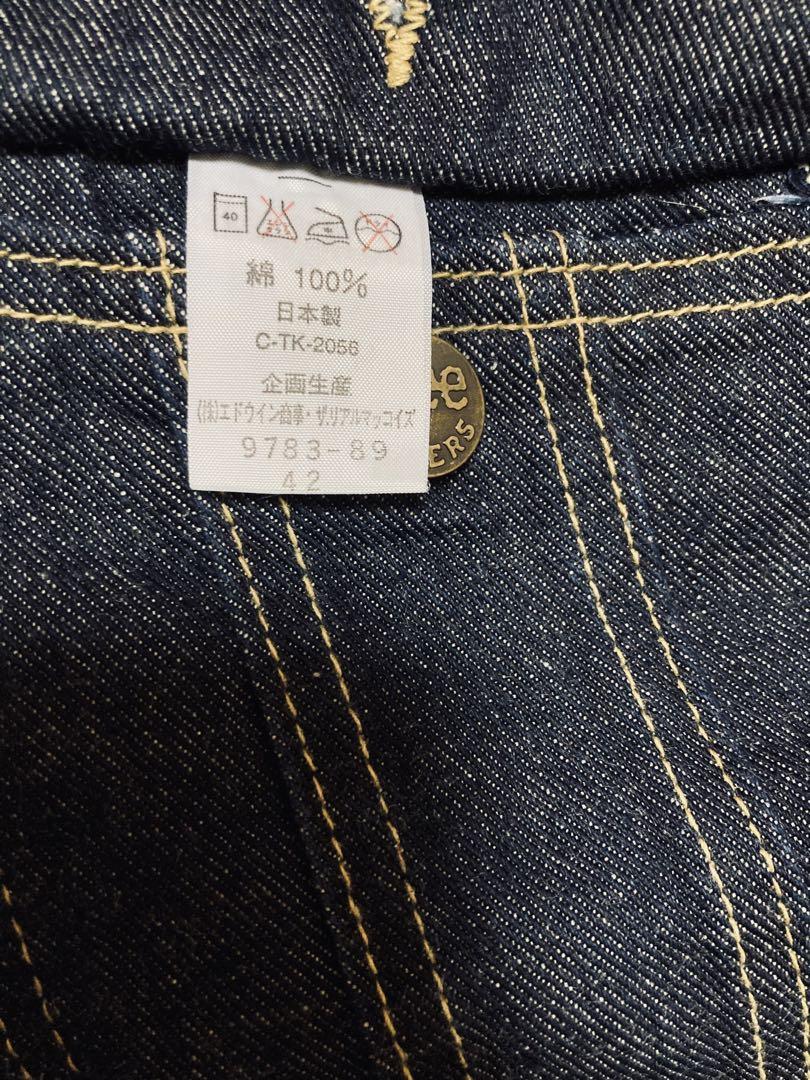 40
綿 100%
日本製
C-TK-2056
企画生産
(株)エドウイン商事・ザ.リアルマッコイズ
9783-89
42
ERS